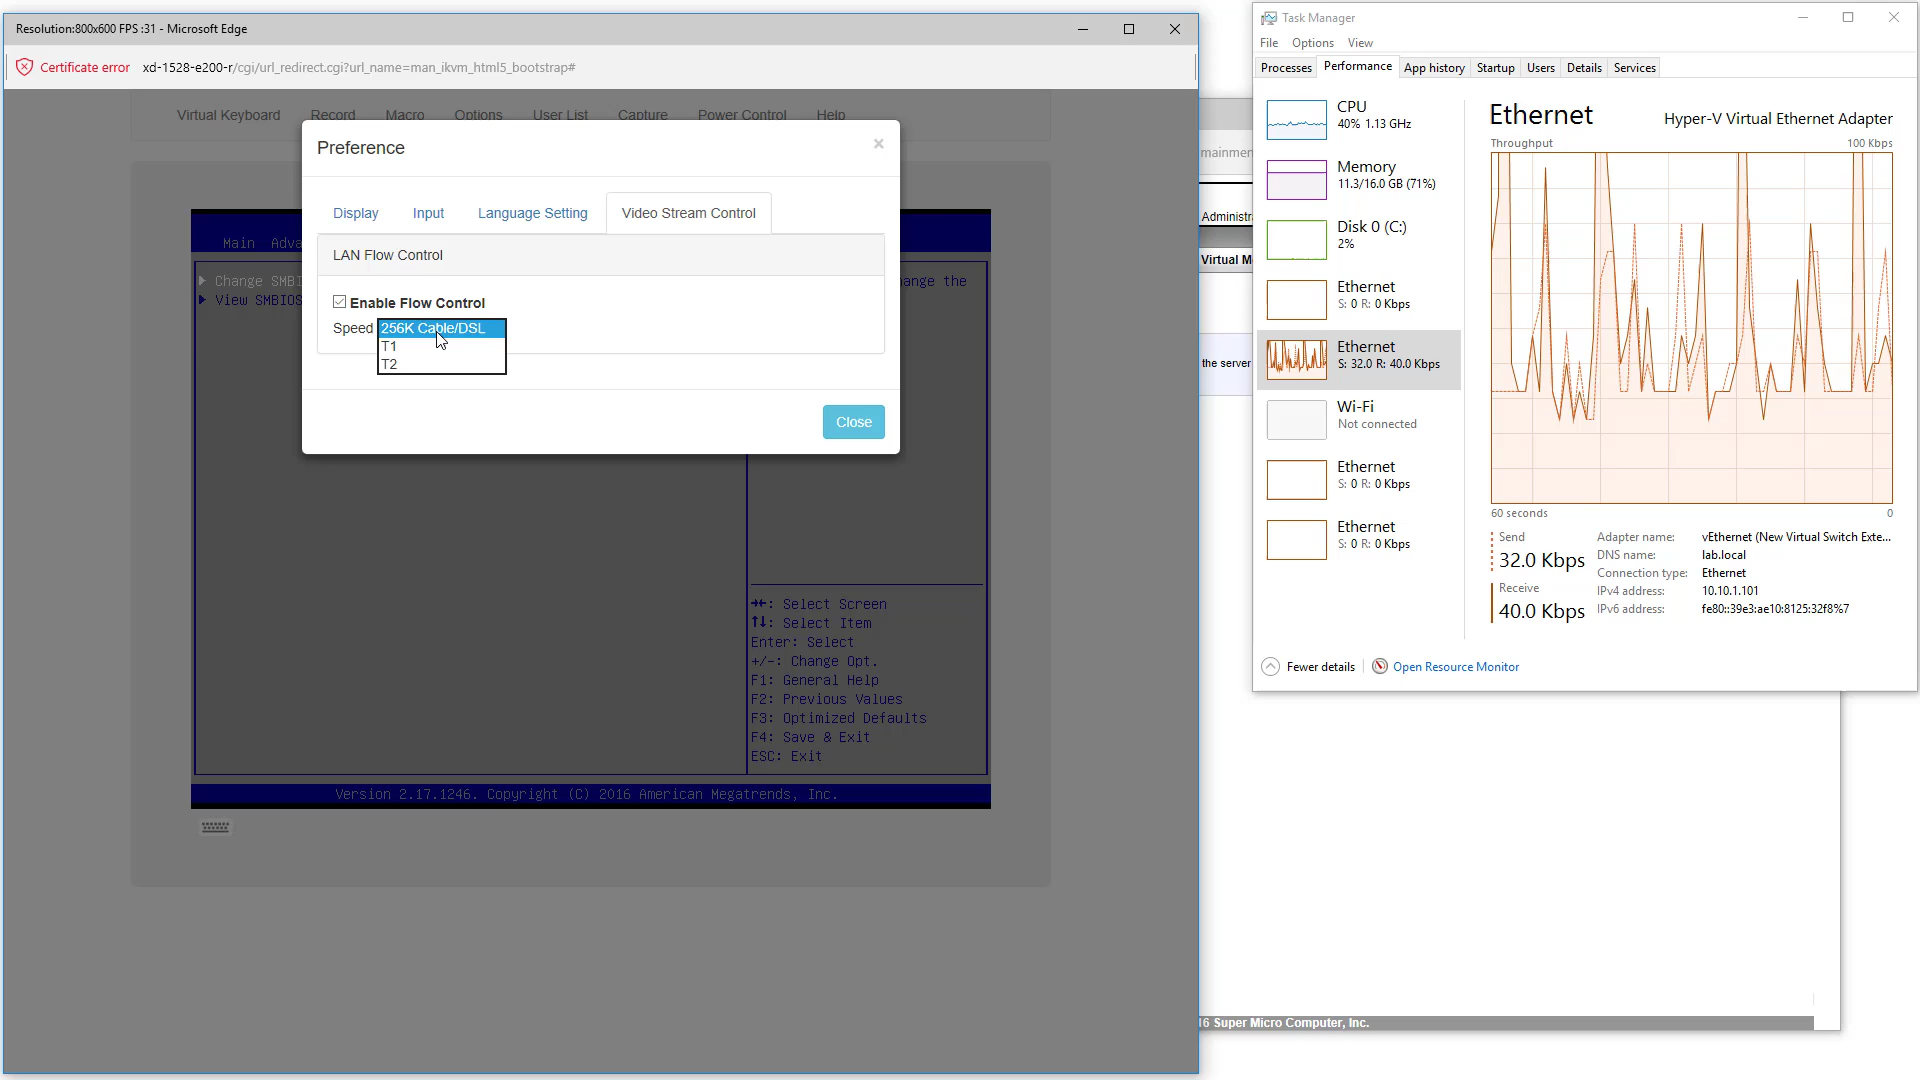 Resolution:800x600 FPS :31 - Microsoft Edge
Certificate error xd-1528-e200-r/cgi/url_redirect.cgi?url_name=man_ikvm_html5_bootstrap#
Virtual Keyboard Record Macro Options User List Capture Power Control Help
Preference
×
Display Input Language Setting Video Stream Control
LAN Flow Control
Enable Flow Control
Speed 256K Cable/DSL
T1
T2
Close
Main Adva
Change SMBI
View SMBIOS
ange the
: Select Screen
↑↓: Select Item
Enter: Select
+/-: Change Opt.
F1: General Help
F2: Previous Values
F3: Optimized Defaults
F4: Save & Exit
ESC: Exit
Version 2.17.1246. Copyright (C) 2016 American Megatrends, Inc.
mainmen
Administra
Virtual M
the server
16 Super Micro Computer, Inc.
Task Manager
File Options View
Processes Performance App history Startup Users Details Services
CPU
40% 1.13 GHz
Memory
11.3/16.0 GB (71%)
Disk 0 (C:)
2%
Ethernet
S: 0 R: 0 Kbps
Ethernet
S: 32.0 R: 40.0 Kbps
Wi-Fi
Not connected
Ethernet
S: 0 R: 0 Kbps
Ethernet
S: 0 R: 0 Kbps
Ethernet Hyper-V Virtual Ethernet Adapter
Throughput 100 Kbps
60 seconds 0
Send
32.0 Kbps
Receive
40.0 Kbps
Adapter name: vEthernet (New Virtual Switch Exte...
DNS name: lab.local
Connection type: Ethernet
IPv4 address: 10.10.1.101
IPv6 address: fe80::39e3:ae10:8125:32f8%7
Fewer details Open Resource Monitor